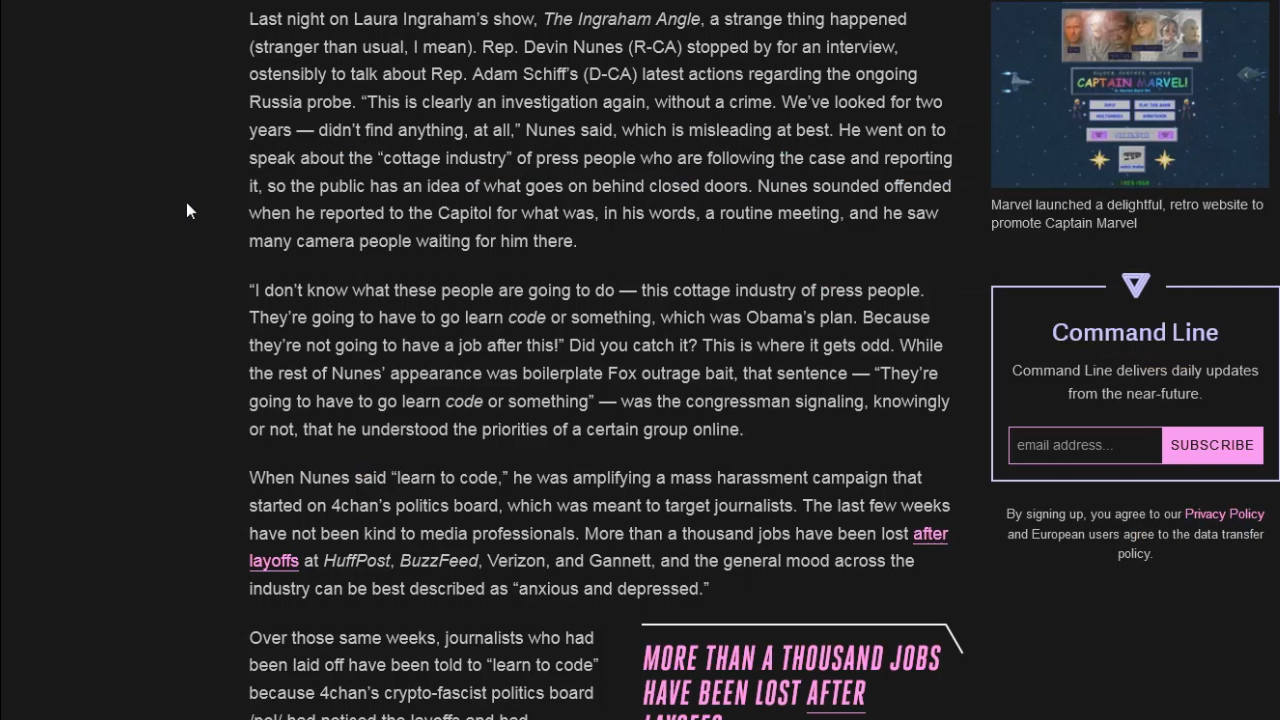 Last night on Laura Ingraham's show, The Ingraham Angle, a strange thing happened
(stranger than usual, I mean). Rep. Devin Nunes (R-CA) stopped by for an interview,
ostensibly to talk about Rep. Adam Schiff's (D-CA) latest actions regarding the ongoing
Russia probe. “This is clearly an investigation again, without a crime. We've looked for two
years — didn't find anything, at all,” Nunes said, which is misleading at best. He went on to
speak about the “cottage industry” of press people who are following the case and reporting
it, so the public has an idea of what goes on behind closed doors. Nunes sounded offended
when he reported to the Capitol for what was, in his words, a routine meeting, and he saw
many camera people waiting for him there.
“I don't know what these people are going to do — this cottage industry of press people.
They're going to have to go learn code or something, which was Obama's plan. Because
they're not going to have a job after this!” Did you catch it? This is where it gets odd. While
the rest of Nunes' appearance was boilerplate Fox outrage bait, that sentence — “They're
going to have to go learn code or something” — was the congressman signaling, knowingly
or not, that he understood the priorities of a certain group online.
When Nunes said “learn to code,” he was amplifying a mass harassment campaign that
started on 4chan's politics board, which was meant to target journalists. The last few weeks
have not been kind to media professionals. More than a thousand jobs have been lost after
layoffs at HuffPost, BuzzFeed, Verizon, and Gannett, and the general mood across the
industry can be best described as “anxious and depressed.”
Over those same weeks, journalists who had
been laid off have been told to “learn to code”
because 4chan's crypto-fascist politics board
/pol/ had noticed the layoffs and had
MORE THAN A THOUSAND JOBS
HAVE BEEN LOST AFTER
LAYOFFS
CAPTAIN MARVEL!
Marvel launched a delightful, retro website to
promote Captain Marvel
Command Line
Command Line delivers daily updates
from the near-future.
email address...
SUBSCRIBE
By signing up, you agree to our Privacy Policy
and European users agree to the data transfer
policy.